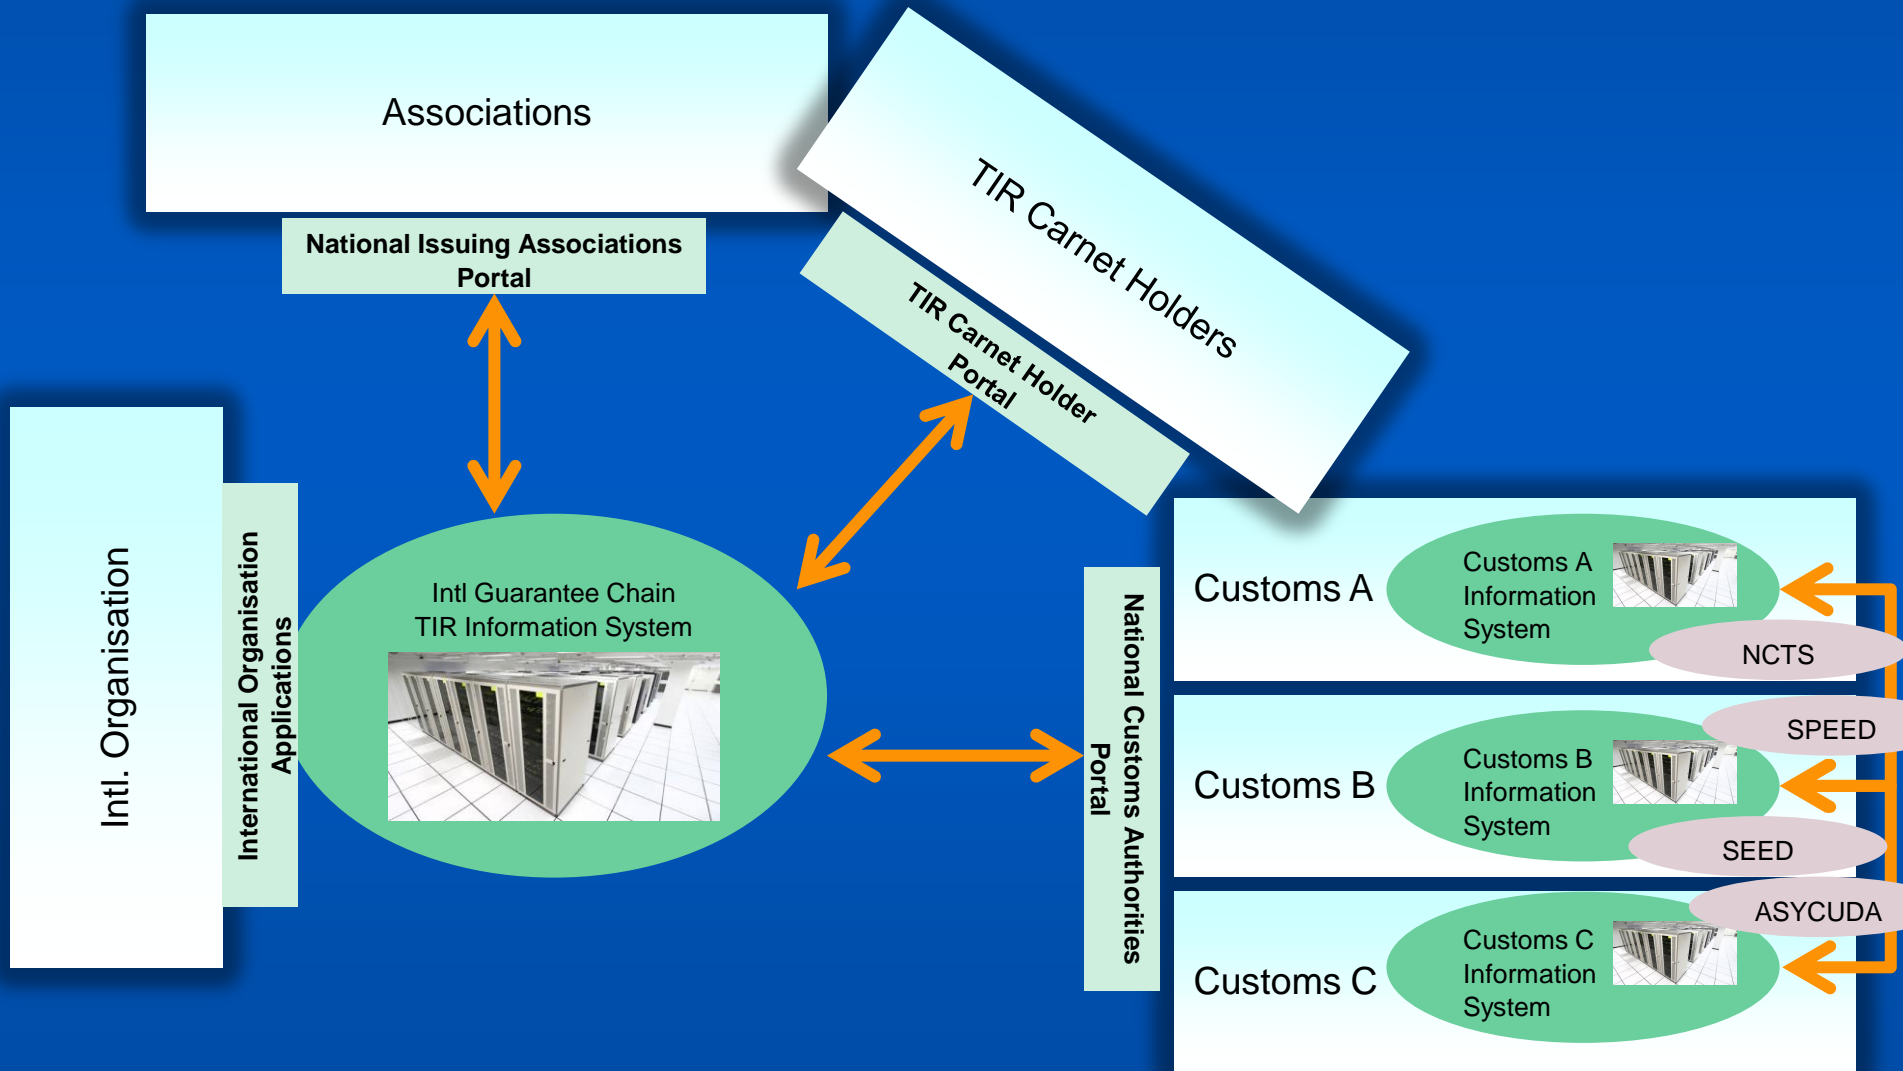 Associations
National Issuing Associations
Portal
TIR Carnet Holders
TIR Carnet Holder
Portal
Intl. Organisation
International Organisation
Applications
Intl Guarantee Chain
TIR Information System
National Customs Authorities
Portal
Customs A
Customs A
Information
System
NCTS
SPEED
Customs B
Customs B
Information
System
SEED
ASYCUDA
Customs C
Customs C
Information
System